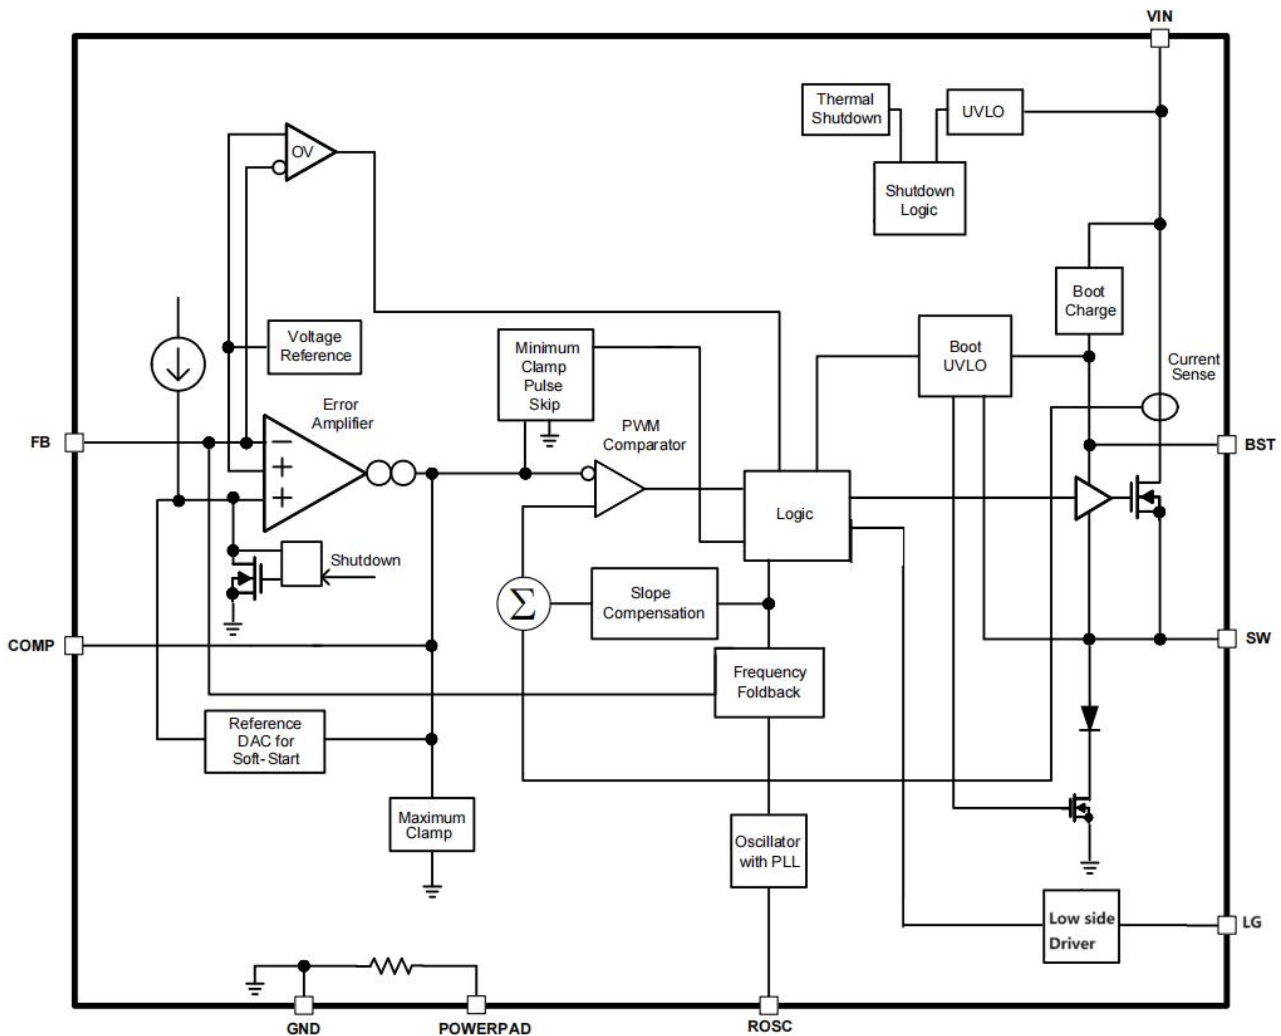 VIN
Thermal
Shutdown
UVLO
OV
Shutdown
Logic
Boot
Charge
Voltage
Reference
Minimum
Clamp
Pulse
Skip
Boot
UVLO
Current
Sense
Error
Amplifier
PWM
Comparator
FB
−
+
+
BST
Logic
Shutdown
Σ
Slope
Compensation
COMP
SW
Frequency
Foldback
Reference
DAC for
Soft-Start
Maximum
Clamp
Oscillator
with PLL
Low side
Driver
LG
GND
POWERPAD
ROSC